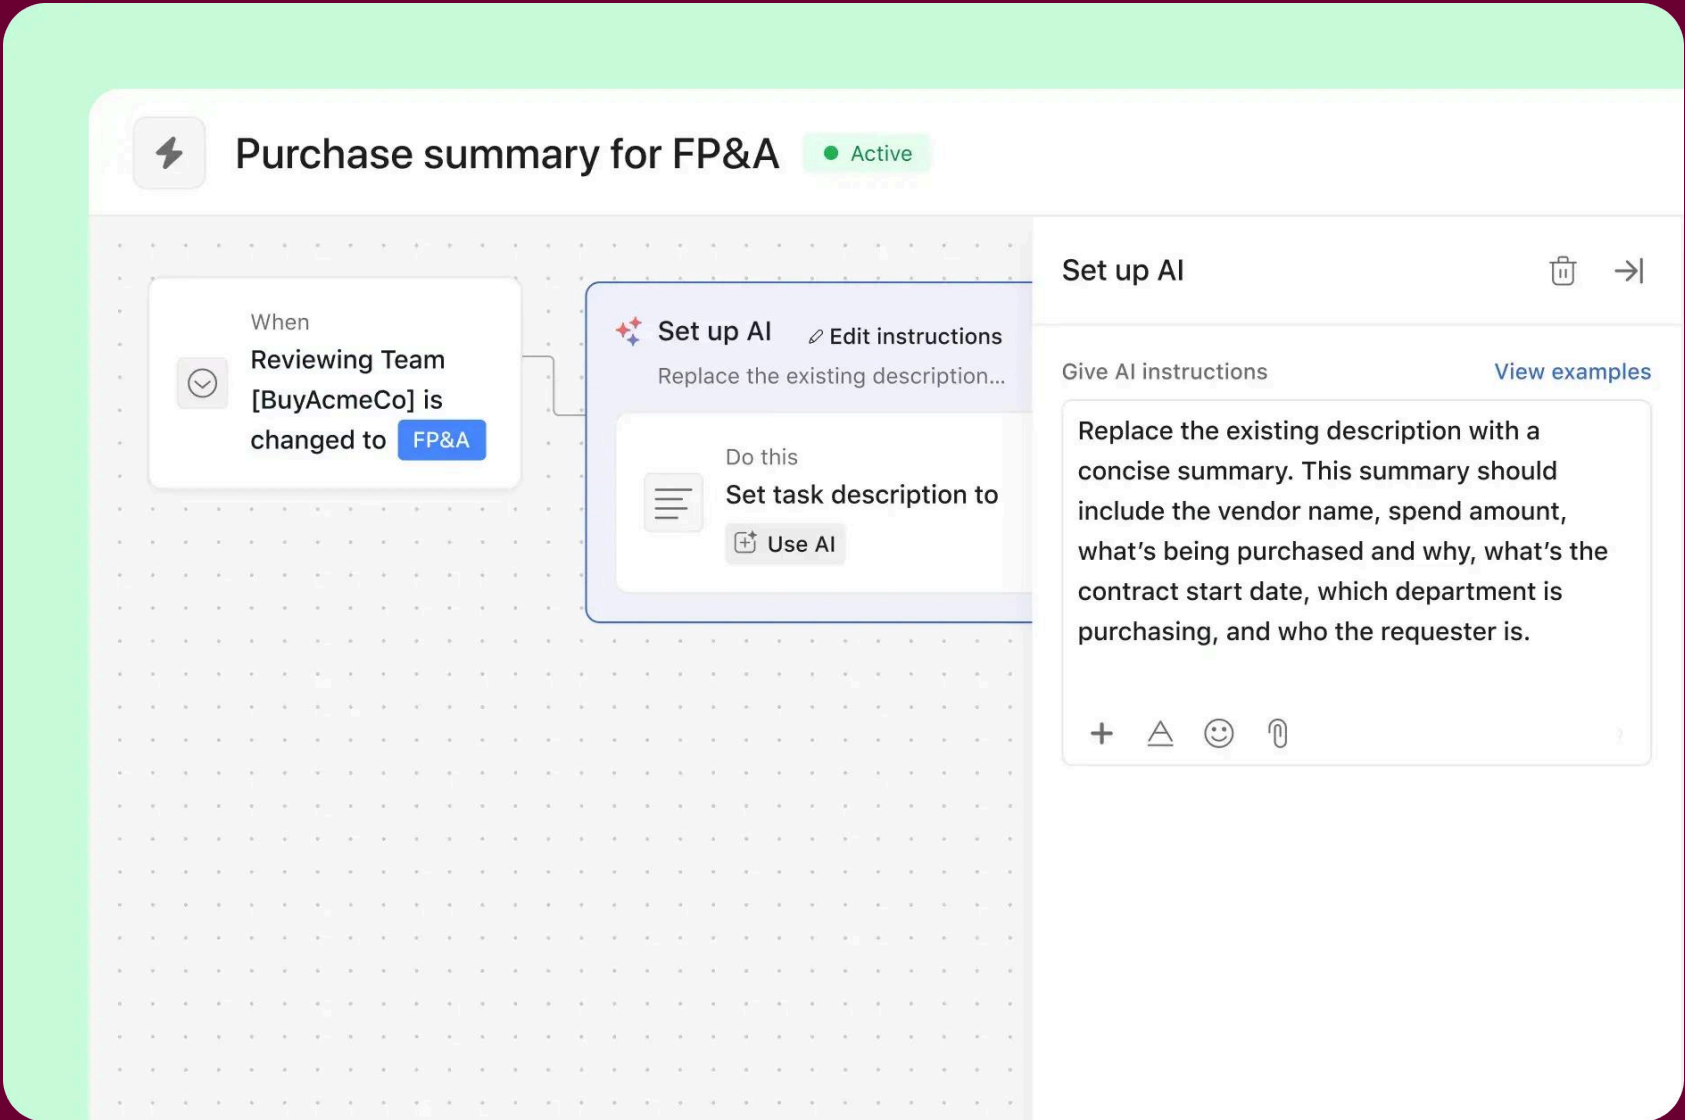 Purchase summary for FP&A
Active
When
Reviewing Team
[BuyAcmeCo] is
changed to FP&A
Set up AI
Edit instructions
Replace the existing description...
Do this
Set task description to
Use AI
Set up AI
Give AI instructions
View examples
Replace the existing description with a
concise summary. This summary should
include the vendor name, spend amount,
what’s being purchased and why, what’s the
contract start date, which department is
purchasing, and who the requester is.